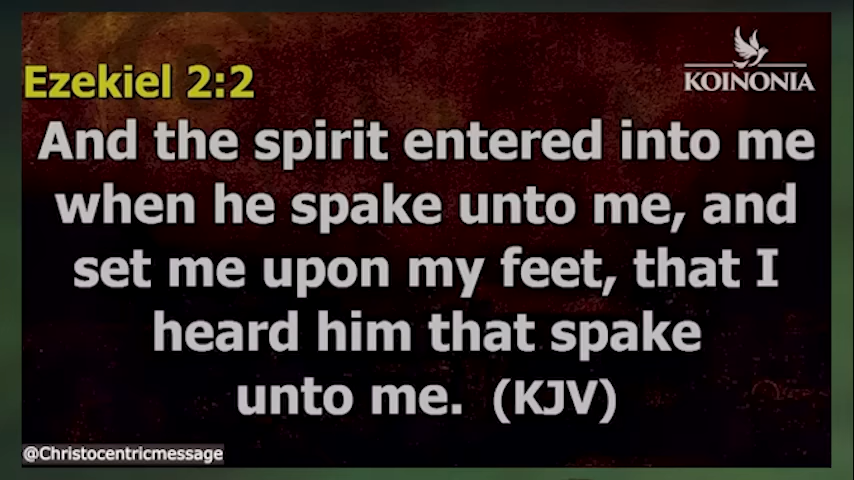 KOINONIA
Ezekiel 2:2
And the spirit entered into me
when he spake unto me, and
set me upon my feet, that I
heard him that spake
unto me. (KJV)
@Christocentricmessage